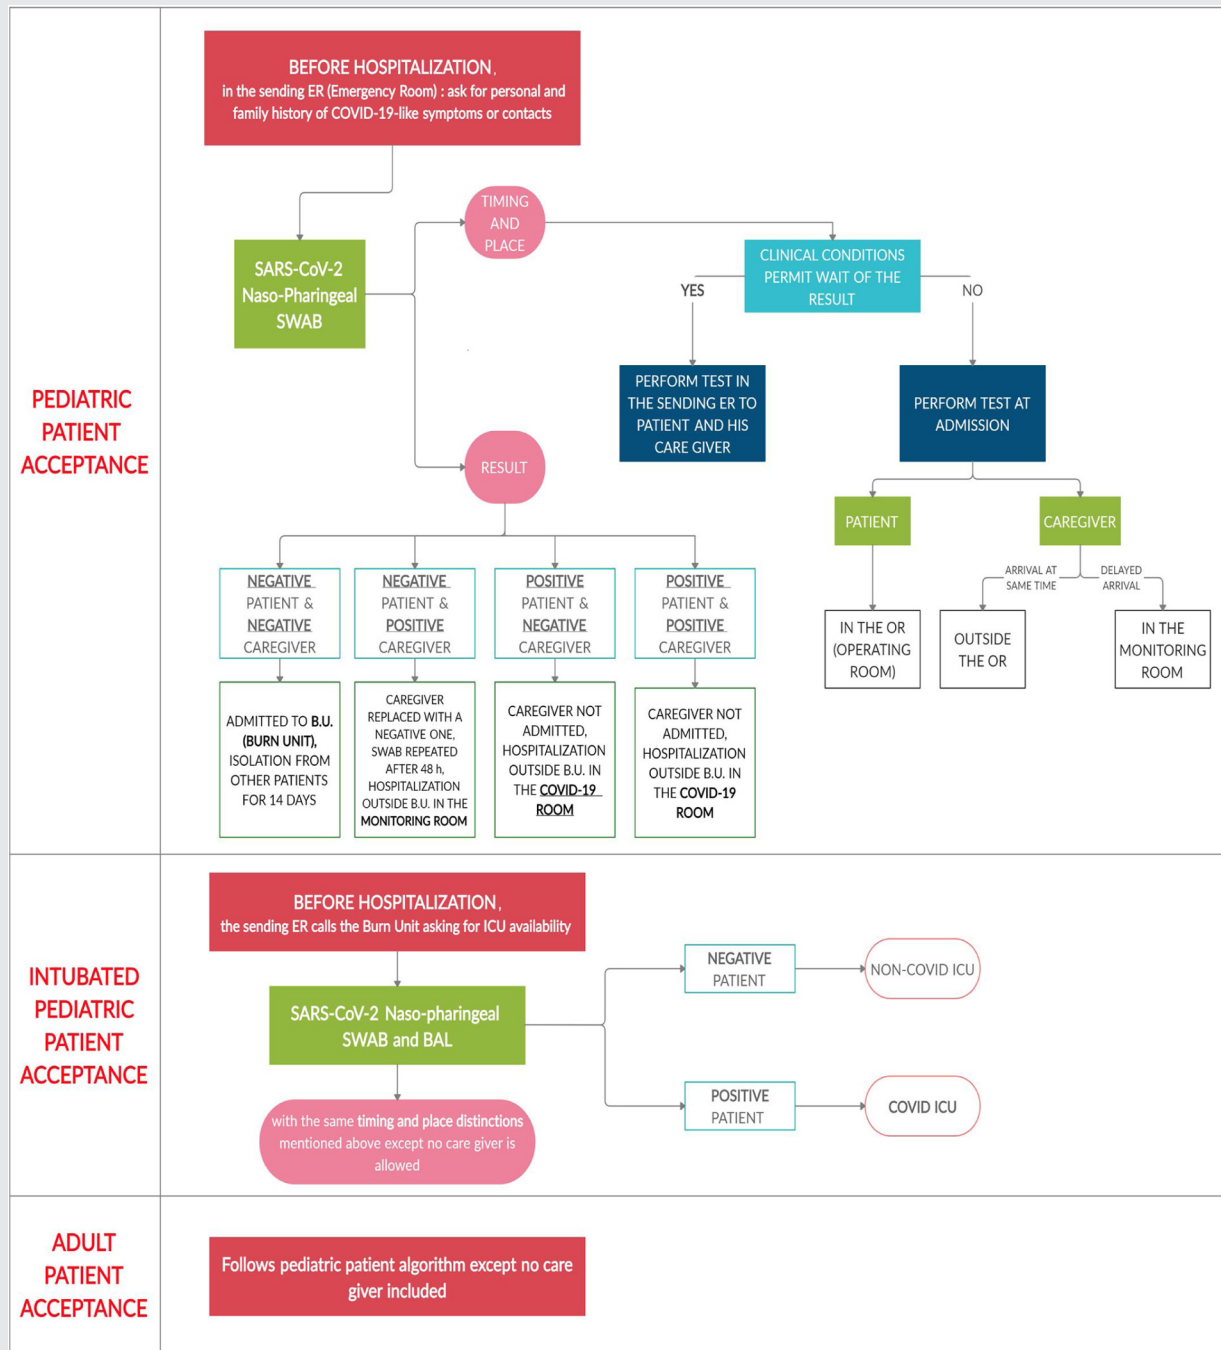 PEDIATRIC
PATIENT
ACCEPTANCE
BEFORE HOSPITALIZATION,
in the sending ER (Emergency Room) : ask for personal and
family history of COVID-19-like symptoms or contacts
SARS-CoV-2
Naso-Pharingeal
SWAB
TIMING
AND
PLACE
CLINICAL CONDITIONS
PERMIT WAIT OF THE
RESULT
YES
NO
PERFORM TEST IN
THE SENDING ER TO
PATIENT AND HIS
CARE GIVER
PERFORM TEST AT
ADMISSION
PATIENT
CAREGIVER
ARRIVAL AT
SAME TIME
DELAYED
ARRIVAL
IN THE OR
(OPERATING
ROOM)
OUTSIDE
THE OR
IN THE
MONITORING
ROOM
RESULT
NEGATIVE
PATIENT &
NEGATIVE
CAREGIVER
NEGATIVE
PATIENT &
POSITIVE
CAREGIVER
POSITIVE
PATIENT &
NEGATIVE
CAREGIVER
POSITIVE
PATIENT &
POSITIVE
CAREGIVER
ADMITTED TO B.U.
(BURN UNIT),
ISOLATION FROM
OTHER PATIENTS
FOR 14 DAYS
CAREGIVER
REPLACED WITH A
NEGATIVE ONE,
SWAB REPEATED
AFTER 48 h,
HOSPITALIZATION
OUTSIDE B.U. IN THE
MONITORING ROOM
CAREGIVER NOT
ADMITTED,
HOSPITALIZATION
OUTSIDE B.U. IN
THE COVID-19
ROOM
CAREGIVER NOT
ADMITTED,
HOSPITALIZATION
OUTSIDE B.U. IN
THE COVID-19
ROOM
INTUBATED
PEDIATRIC
PATIENT
ACCEPTANCE
BEFORE HOSPITALIZATION,
the sending ER calls the Burn Unit asking for ICU availability
SARS-CoV-2 Naso-pharingeal
SWAB and BAL
with the same timing and place distinctions
mentioned above except no care giver is
allowed
NEGATIVE
PATIENT
NON-COVID ICU
POSITIVE
PATIENT
COVID ICU
ADULT
PATIENT
ACCEPTANCE
Follows pediatric patient algorithm except no care
giver included